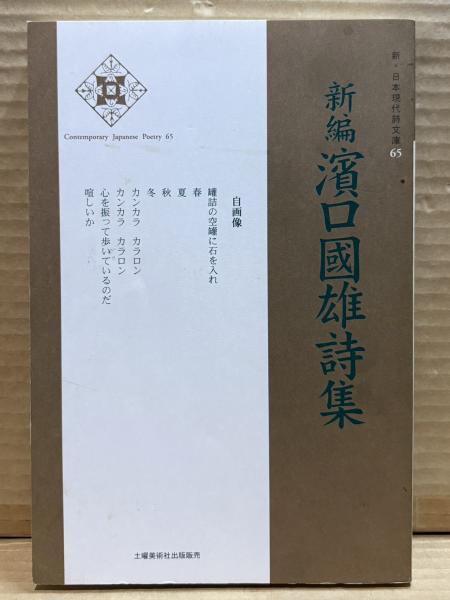 新・日本現代詩文庫 65
新編 濱口國雄詩集
Contemporary Japanese Poetry 65
自画像
罐詰の空罐に石を入れ
春
夏
秋
冬
カンカラ カラロン
カンカラ カラロン
心を振って歩いているのだ
喧しいか
土曜美術社出版販売